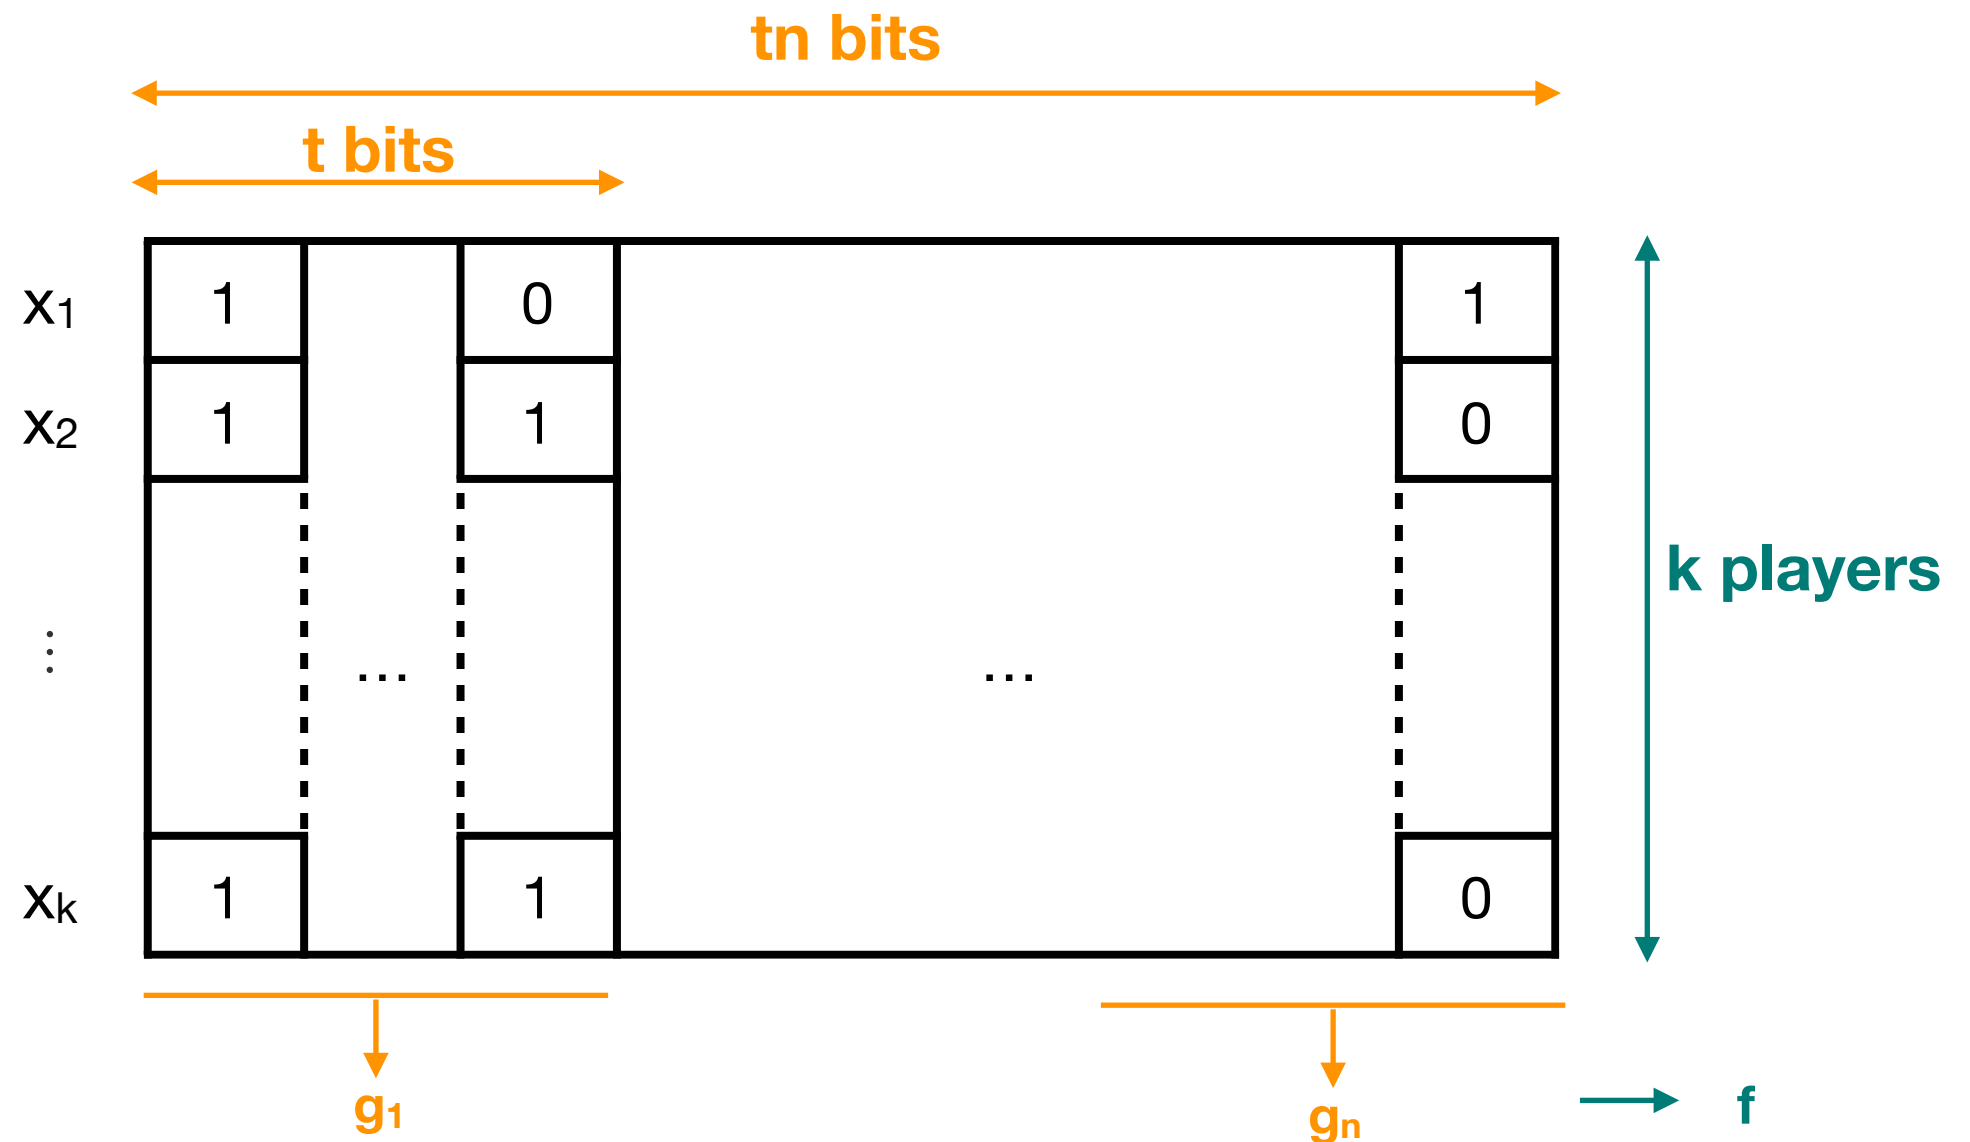 tn bits
t bits
x₁ 1 0 1
x₂ 1 1 0
k players
⋮ ... ...
xₖ 1 1 0
g₁ gₙ f